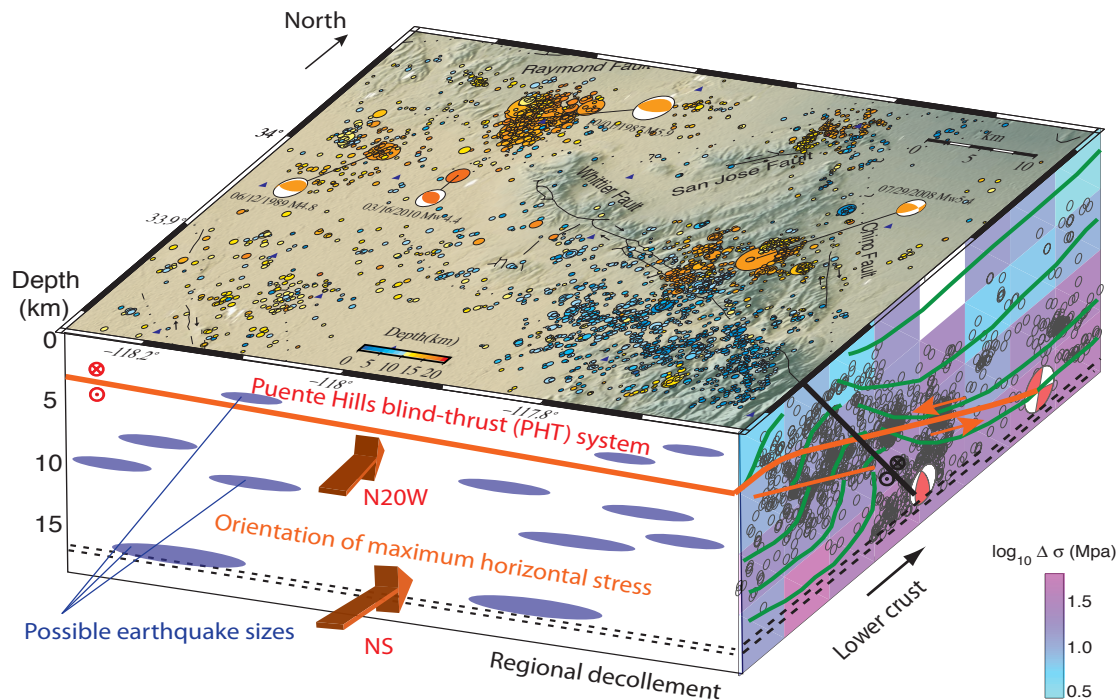 North
Raymond Fault
34°
Km
0 5 10
Whittier Fault
San Jose Fault
07/29/2008 Mw5.4
06/12/1989 M4.8
03/16/2010 Mw4.4
33.9°
Chino Fault
Depth
(km)
0
5
10
15
Depth(km)
0 5 10 15 20
−118.2°
−118°
−117.8°
Puente Hills blind-thrust (PHT) system
N20W
Orientation of maximum horizontal stress
Possible earthquake sizes
NS
Regional decollement
Lower crust
log10 Δ σ (Mpa)
1.5
1.0
0.5